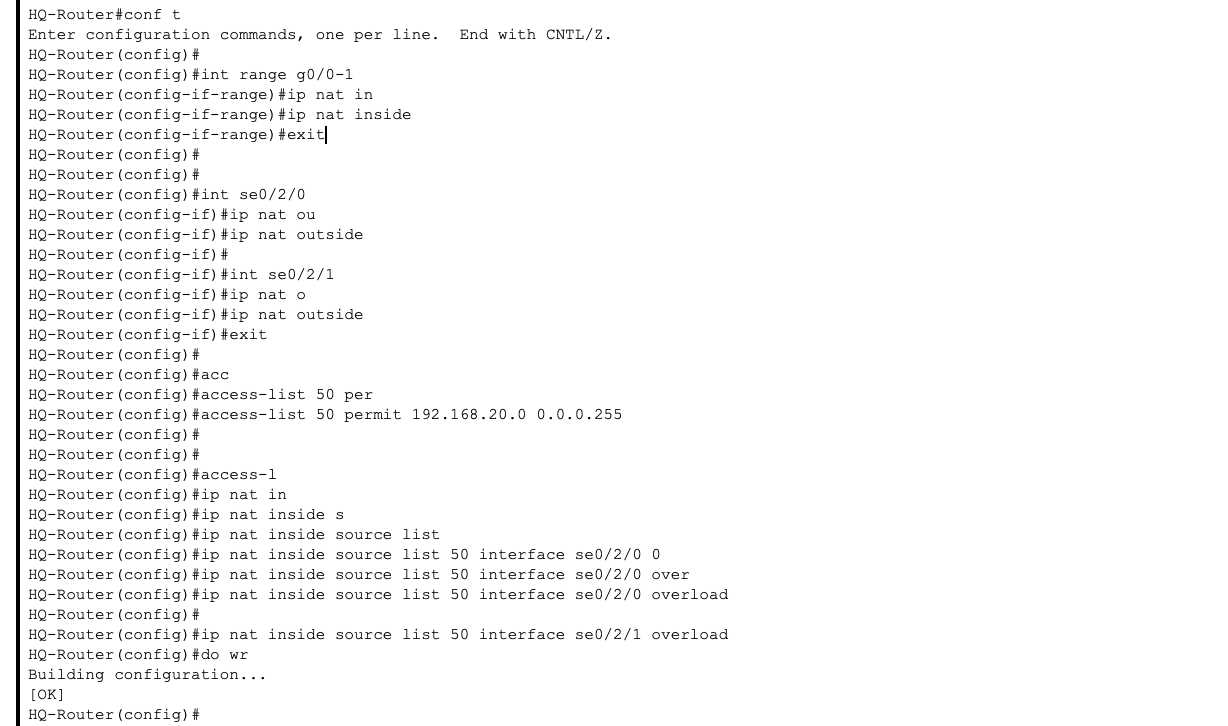 HQ-Router#conf t
Enter configuration commands, one per line.  End with CNTL/Z.
HQ-Router(config)#
HQ-Router(config)#int range g0/0-1
HQ-Router(config-if-range)#ip nat in
HQ-Router(config-if-range)#ip nat inside
HQ-Router(config-if-range)#exit
HQ-Router(config)#
HQ-Router(config)#
HQ-Router(config)#int se0/2/0
HQ-Router(config-if)#ip nat ou
HQ-Router(config-if)#ip nat outside
HQ-Router(config-if)#
HQ-Router(config-if)#int se0/2/1
HQ-Router(config-if)#ip nat o
HQ-Router(config-if)#ip nat outside
HQ-Router(config-if)#exit
HQ-Router(config)#
HQ-Router(config)#acc
HQ-Router(config)#access-list 50 per
HQ-Router(config)#access-list 50 permit 192.168.20.0 0.0.0.255
HQ-Router(config)#
HQ-Router(config)#
HQ-Router(config)#access-l
HQ-Router(config)#ip nat in
HQ-Router(config)#ip nat inside s
HQ-Router(config)#ip nat inside source list
HQ-Router(config)#ip nat inside source list 50 interface se0/2/0 0
HQ-Router(config)#ip nat inside source list 50 interface se0/2/0 over
HQ-Router(config)#ip nat inside source list 50 interface se0/2/0 overload
HQ-Router(config)#
HQ-Router(config)#ip nat inside source list 50 interface se0/2/1 overload
HQ-Router(config)#do wr
Building configuration...
[OK]
HQ-Router(config)#